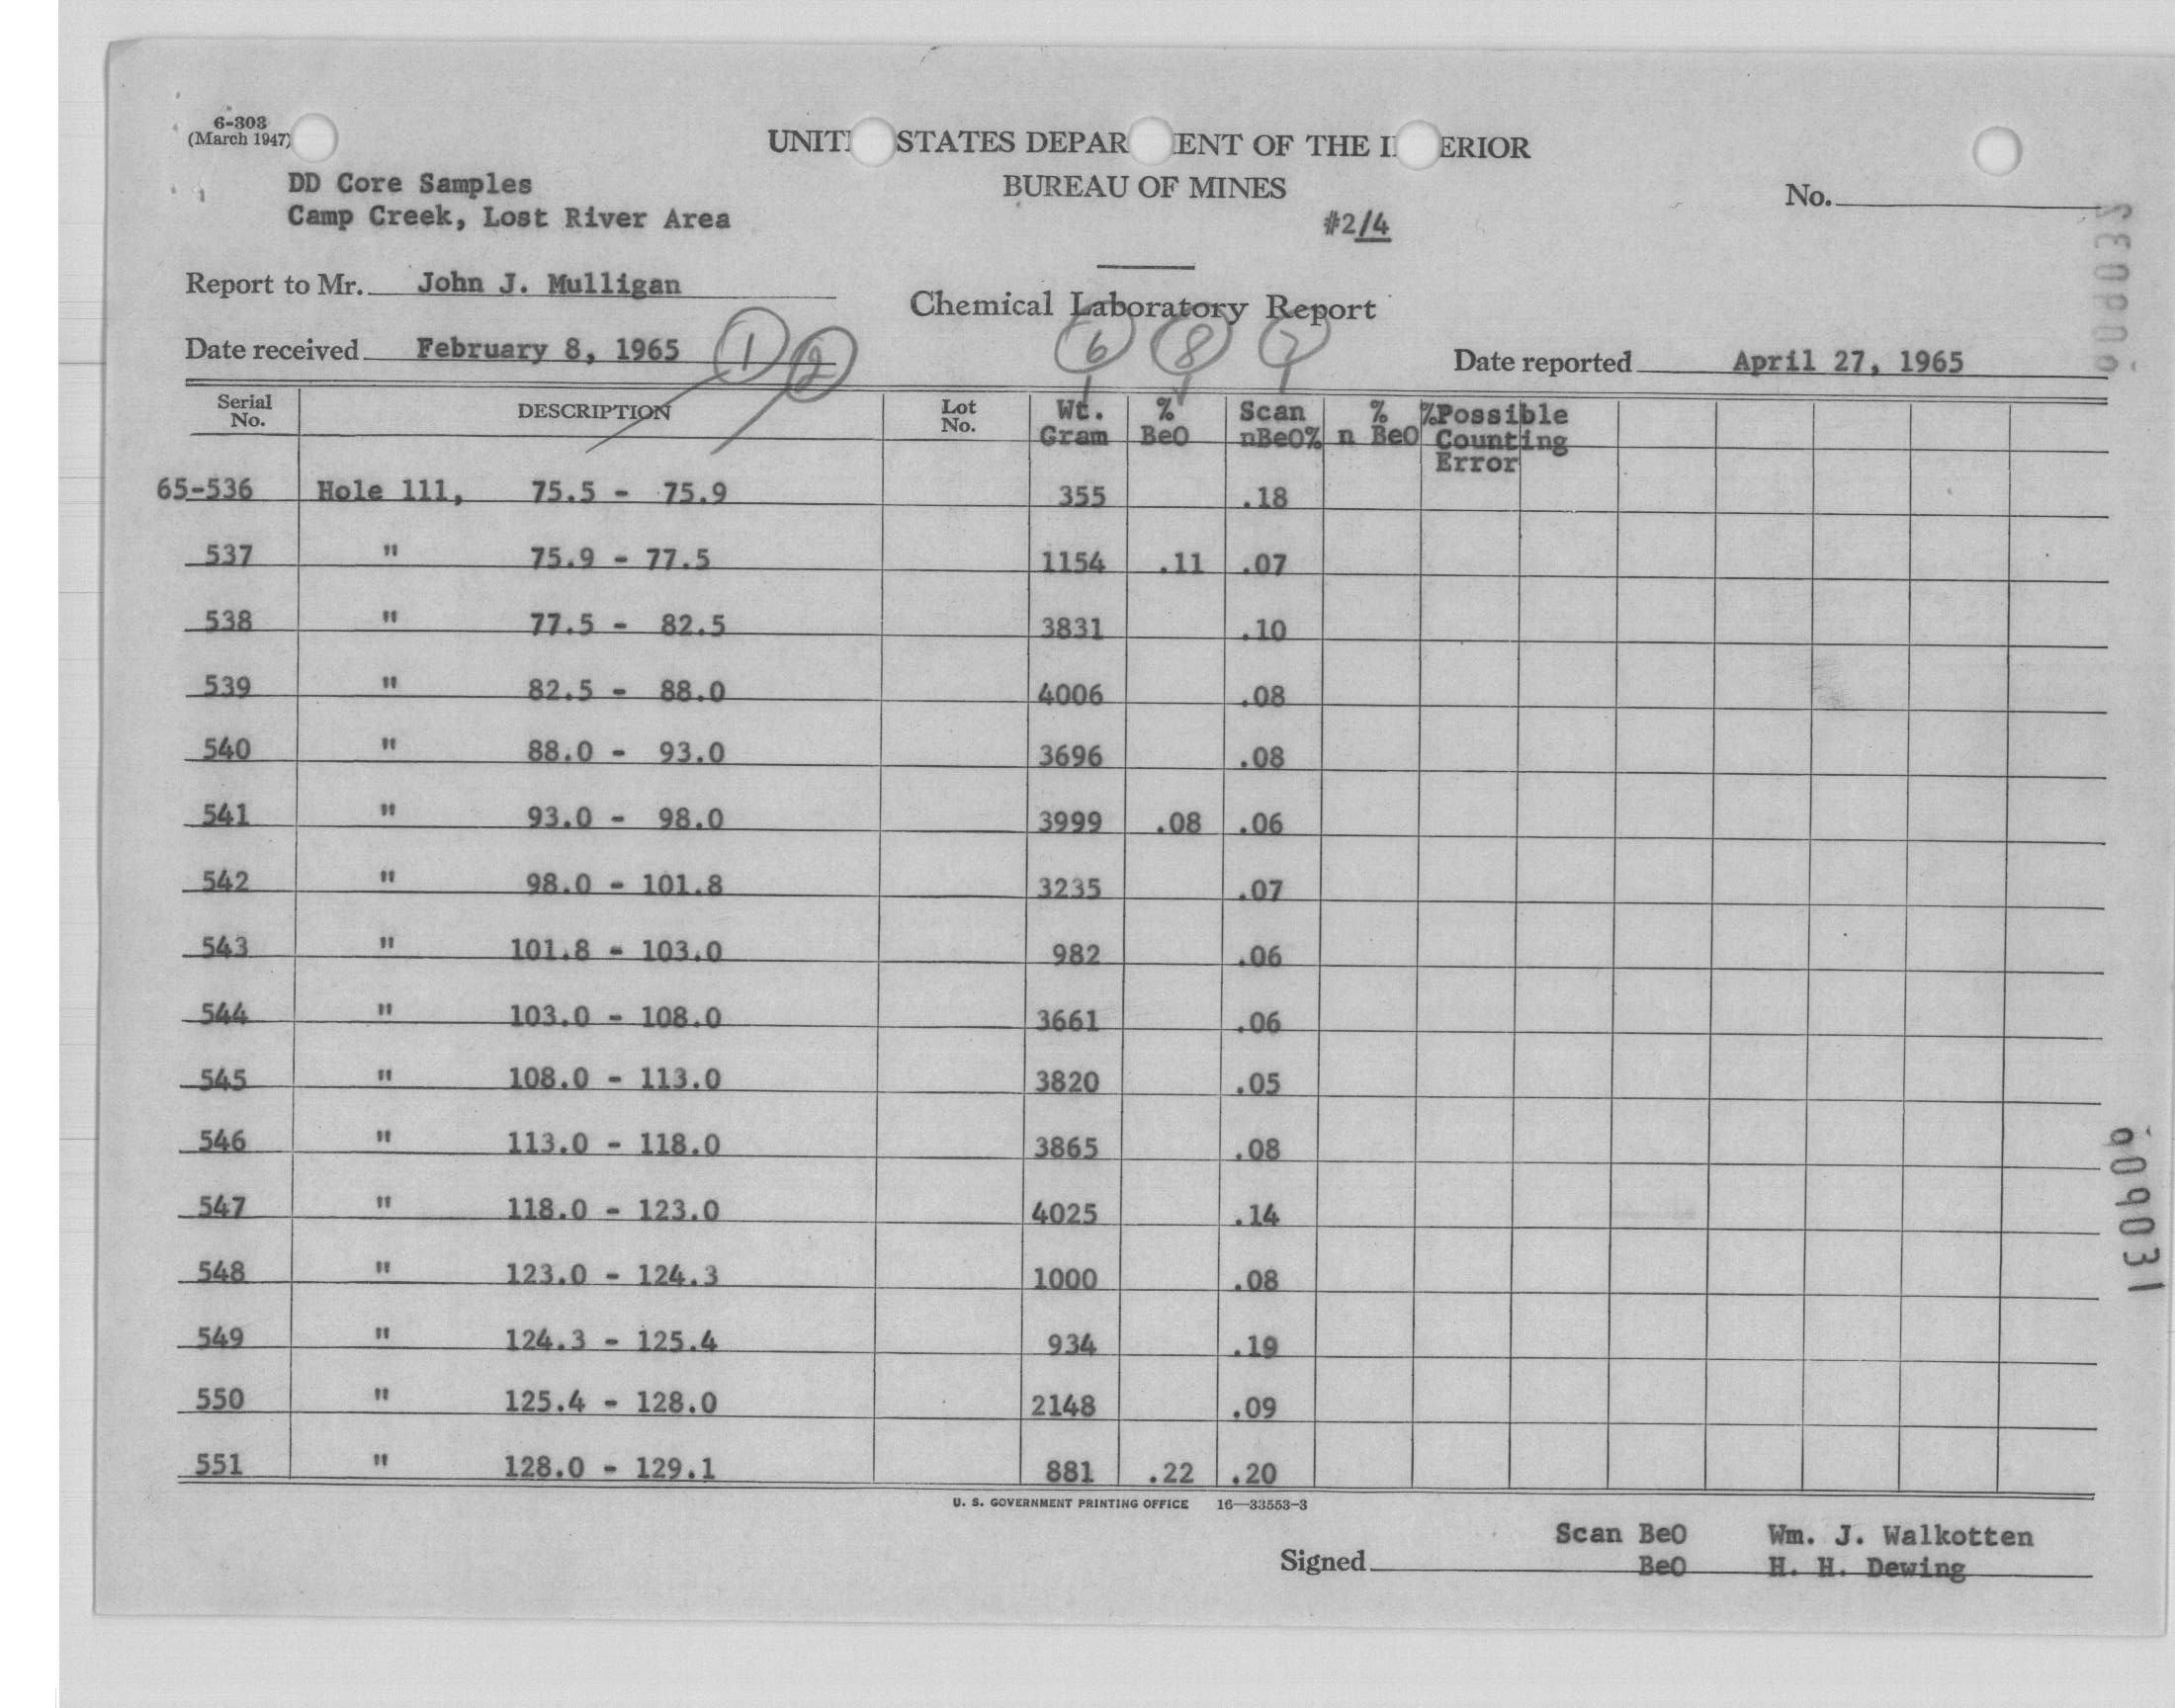 6-303
(March 1947)
UNIT STATES DEPAR ENT OF THE I ERIOR
BUREAU OF MINES
DD Core Samples
Camp Creek, Lost River Area
#2/4
No.
Report to Mr. John J. Mulligan
Chemical Laboratory Report
Date received February 8, 1965
1 2 6 8 7
Date reported April 27, 1965
Serial No. DESCRIPTION Lot No. Wt. Gram % BeO Scan nBeO% % n BeO %Possible Counting Error
65-536 Hole 111, 75.5 - 75.9 355 .18
537 " 75.9 - 77.5 1154 .11 .07
538 " 77.5 - 82.5 3831 .10
539 " 82.5 - 88.0 4006 .08
540 " 88.0 - 93.0 3696 .08
541 " 93.0 - 98.0 3999 .08 .06
542 " 98.0 - 101.8 3235 .07
543 " 101.8 - 103.0 982 .06
544 " 103.0 - 108.0 3661 .06
545 " 108.0 - 113.0 3820 .05
546 " 113.0 - 118.0 3865 .08
547 " 118.0 - 123.0 4025 .14
548 " 123.0 - 124.3 1000 .08
549 " 124.3 - 125.4 934 .19
550 " 125.4 - 128.0 2148 .09
551 " 128.0 - 129.1 881 .22 .20
U. S. GOVERNMENT PRINTING OFFICE 16—33553-3
Scan BeO Wm. J. Walkotten
Signed BeO H. H. Dewing